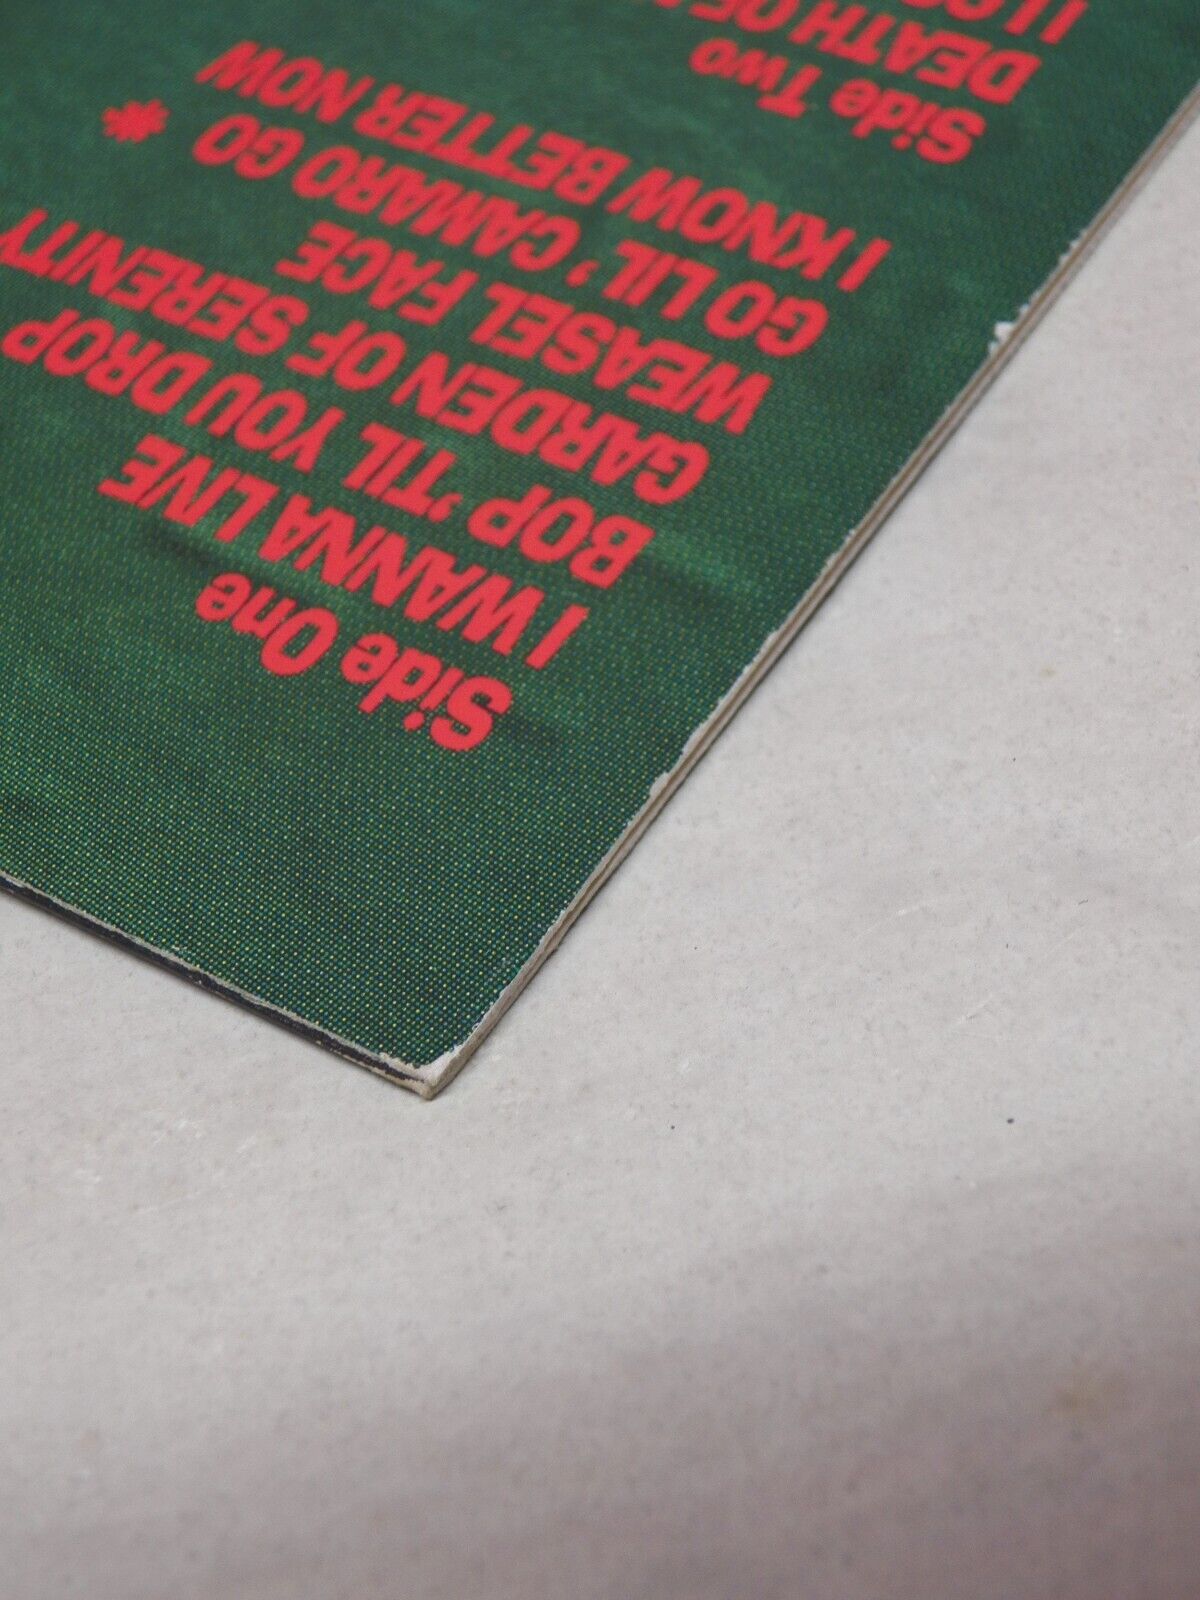 Side One
I WANNA LIVE
BOP 'TIL YOU DROP
GARDEN OF SERENITY
WEASEL FACE
GO LIL' CAMARO GO *
I KNOW BETTER NOW
Side Two
DEATH OF